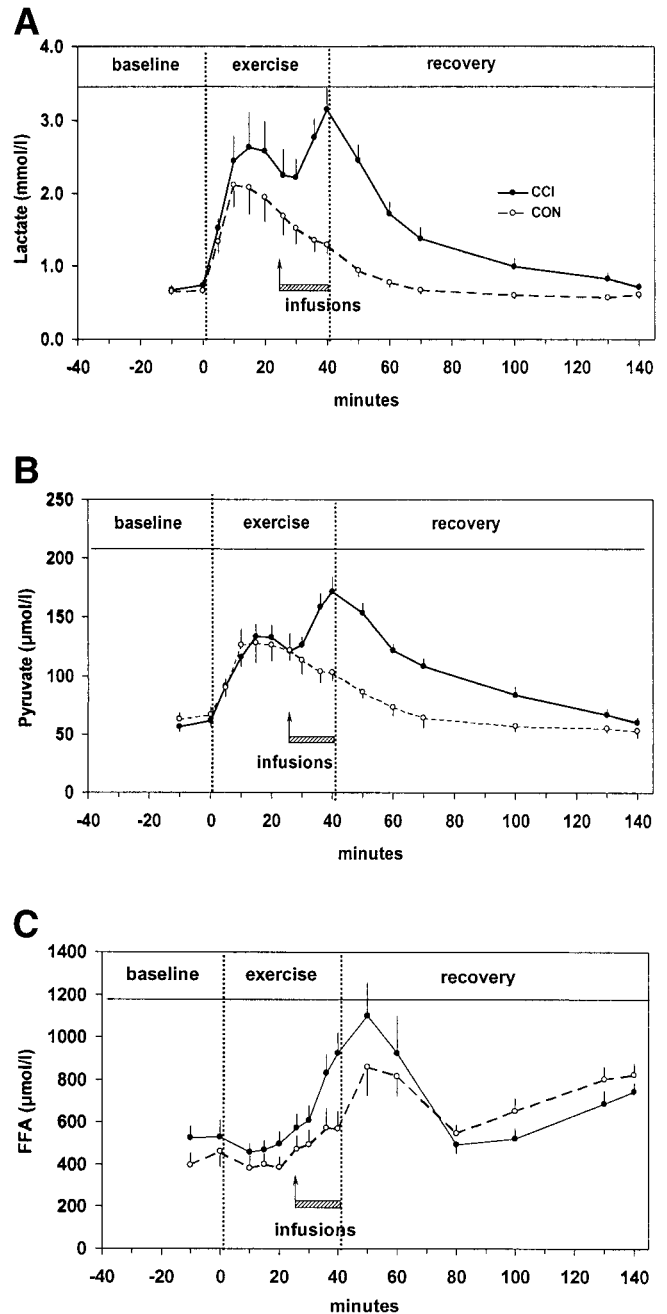 A
4.0
3.0
2.0
1.0
0.0
Lactate (mmol/l)
baseline exercise recovery
CCI
CON
infusions
-40 -20 0 20 40 60 80 100 120 140
minutes
B
250
200
150
100
50
0
Pyruvate (µmol/l)
baseline exercise recovery
infusions
-40 -20 0 20 40 60 80 100 120 140
minutes
C
1400
1200
1000
800
600
400
200
0
FFA (µmol/l)
baseline exercise recovery
infusions
-40 -20 0 20 40 60 80 100 120 140
minutes